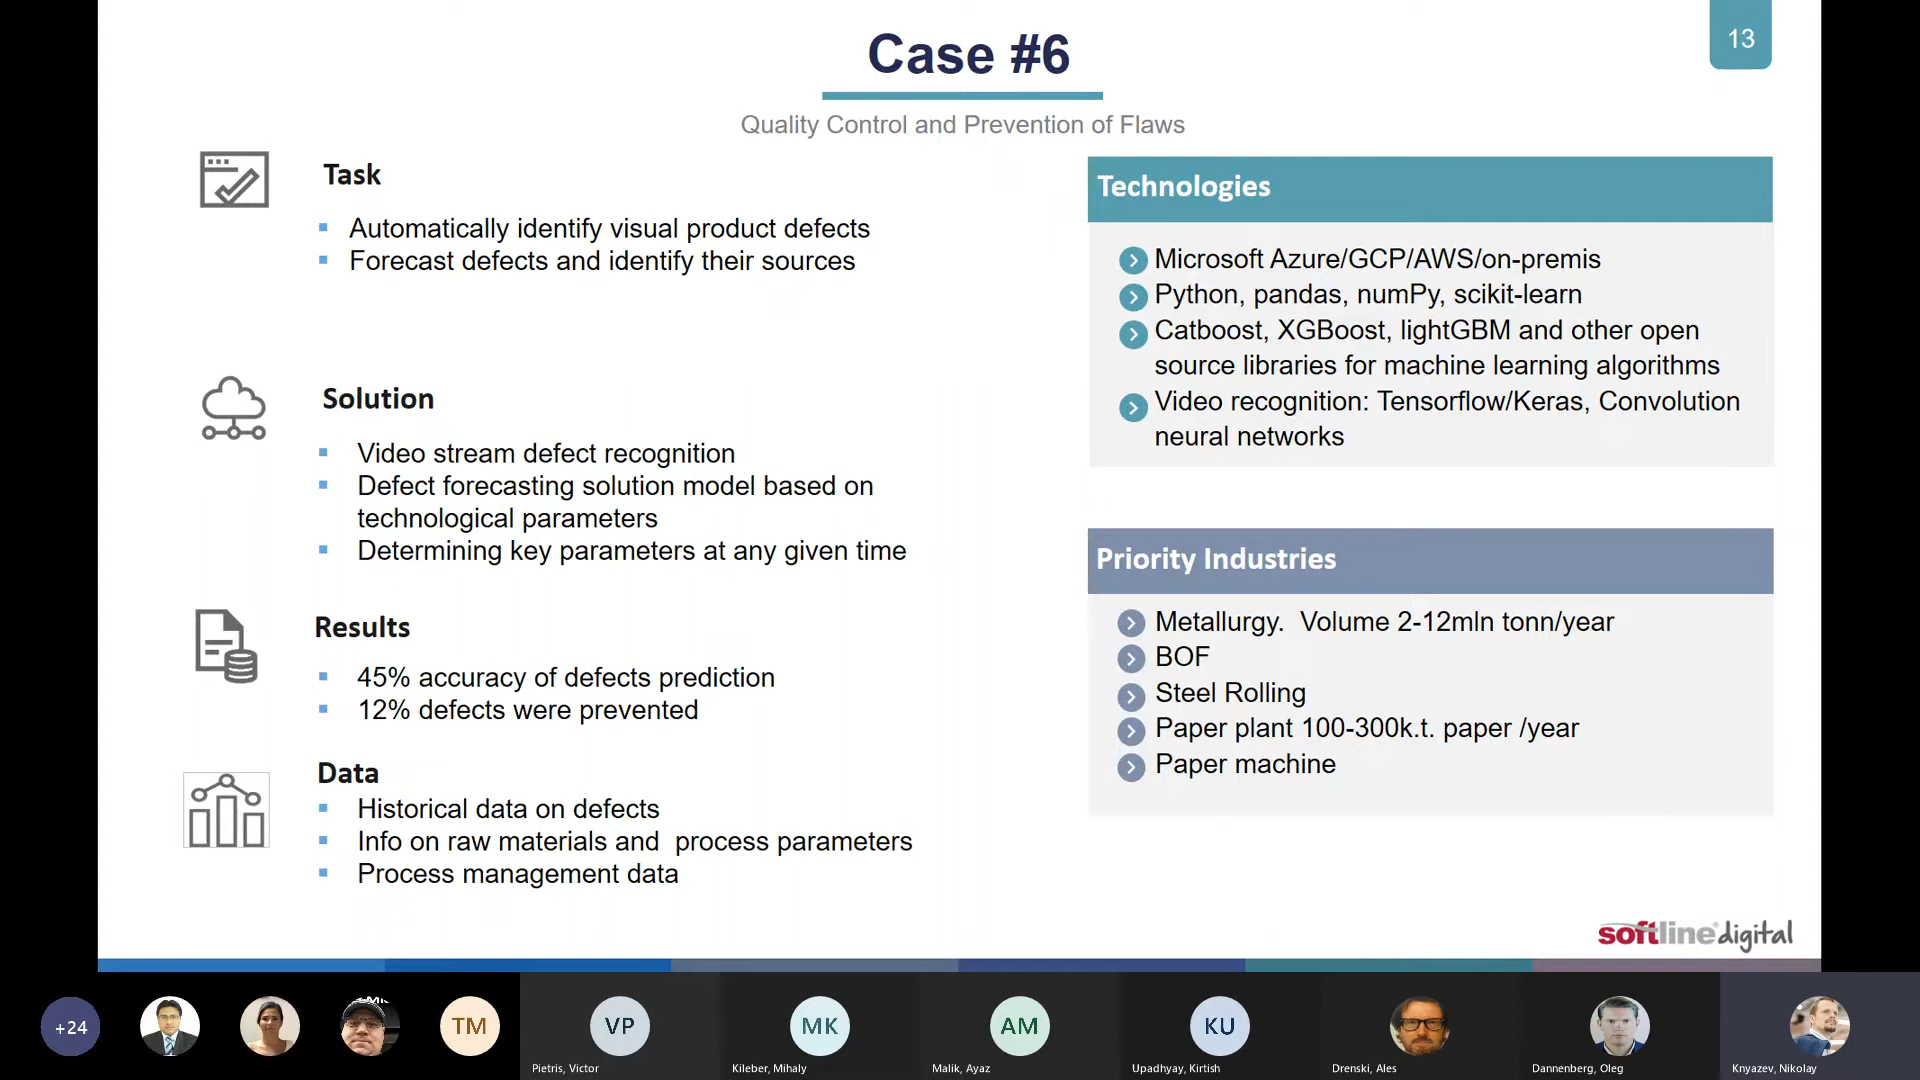 Case #6
13
Quality Control and Prevention of Flaws
Task
Automatically identify visual product defects
Forecast defects and identify their sources
Solution
Video stream defect recognition
Defect forecasting solution model based on
technological parameters
Determining key parameters at any given time
Results
45% accuracy of defects prediction
12% defects were prevented
Data
Historical data on defects
Info on raw materials and process parameters
Process management data
Technologies
Microsoft Azure/GCP/AWS/on-premis
Python, pandas, numPy, scikit-learn
Catboost, XGBoost, lightGBM and other open
source libraries for machine learning algorithms
Video recognition: Tensorflow/Keras, Convolution
neural networks
Priority Industries
Metallurgy. Volume 2-12mln tonn/year
BOF
Steel Rolling
Paper plant 100-300k.t. paper /year
Paper machine
softline® digital
+24
TM
VP
MK
AM
KU
Pietris, Victor
Kileber, Mihaly
Malik, Ayaz
Upadhyay, Kirtish
Drenski, Ales
Dannenberg, Oleg
Knyazev, Nikolay